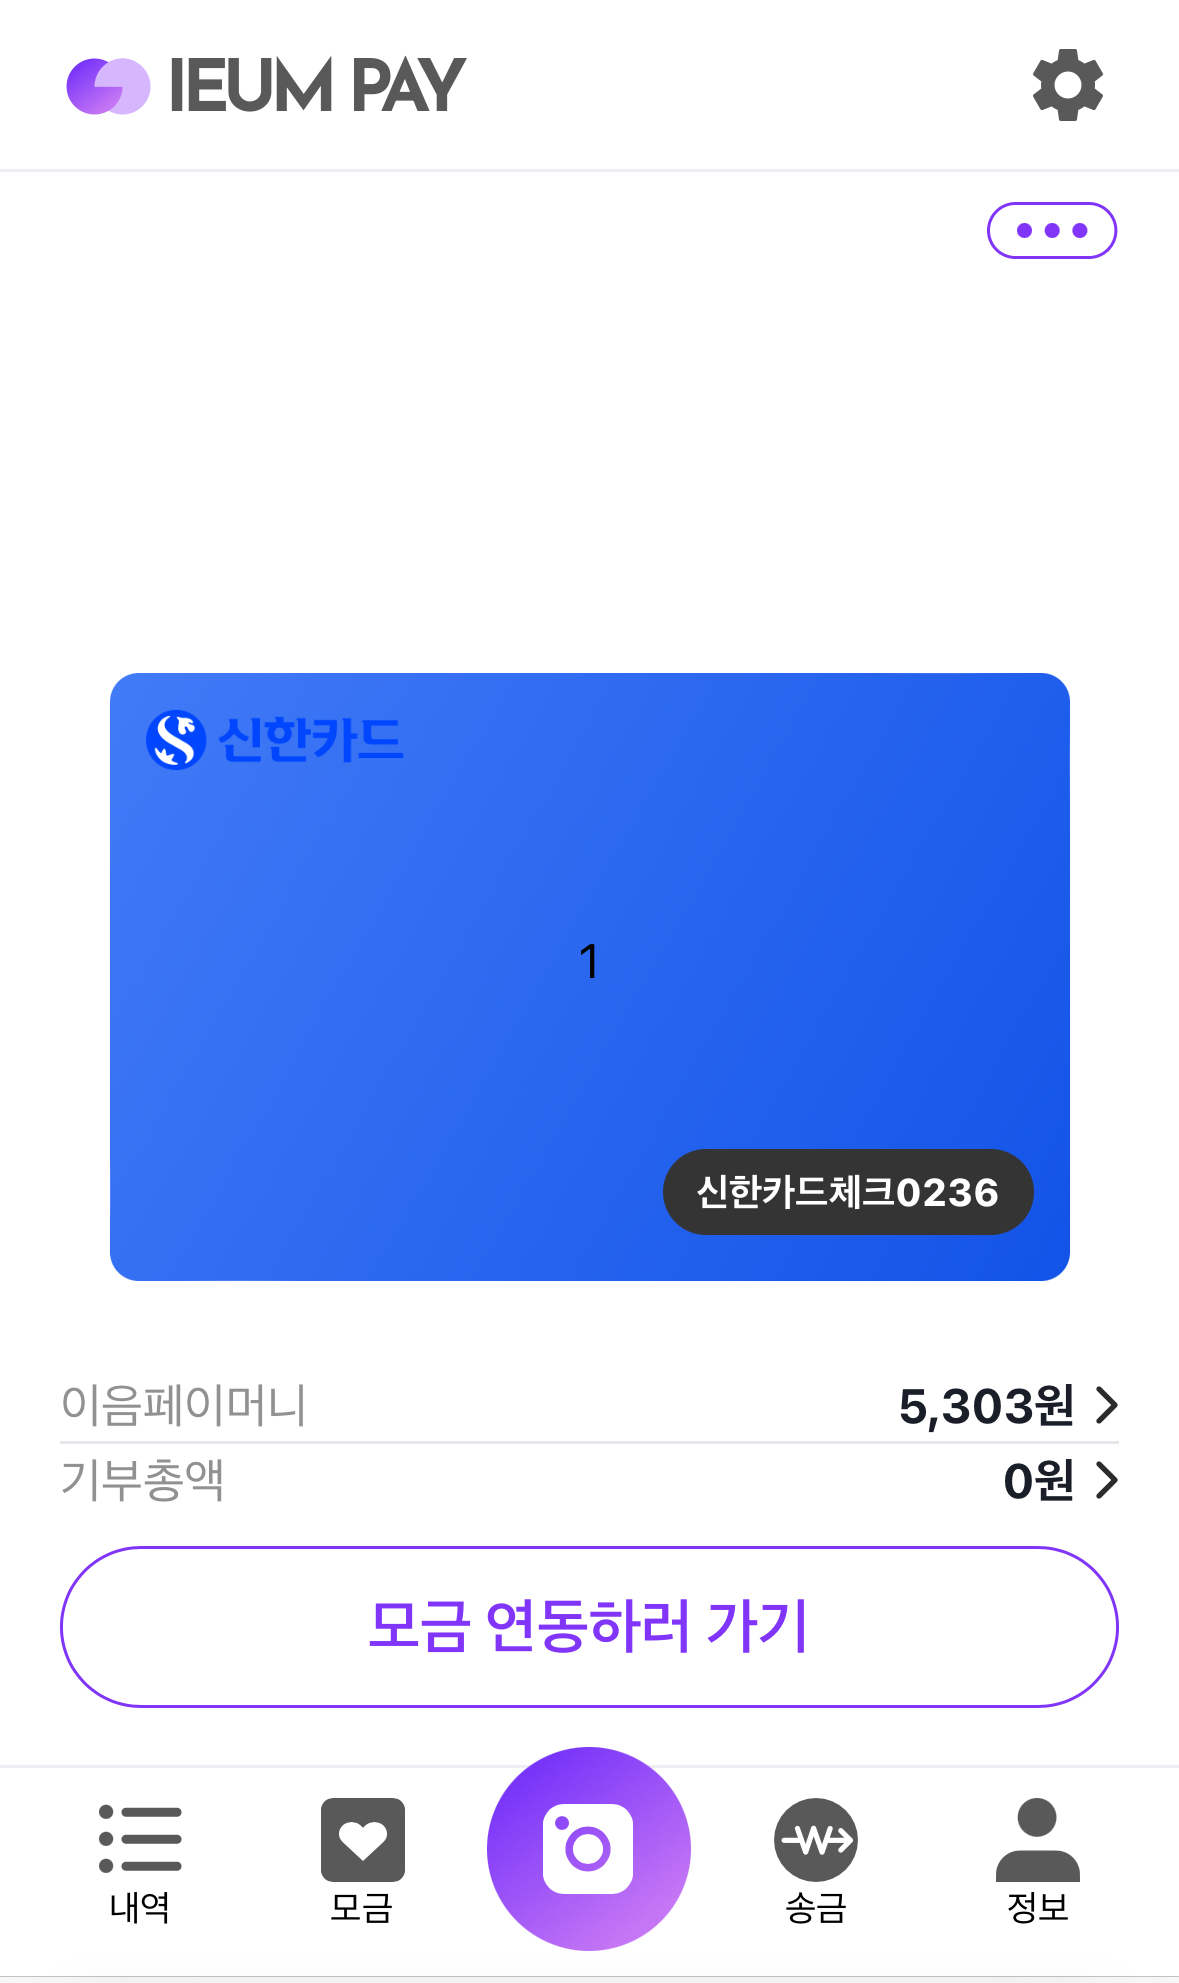 IEUM PAY
신한카드
1
신한카드체크0236
이음페이머니 5,303원
기부총액 0원
모금 연동하러 가기
내역 모금 송금 정보